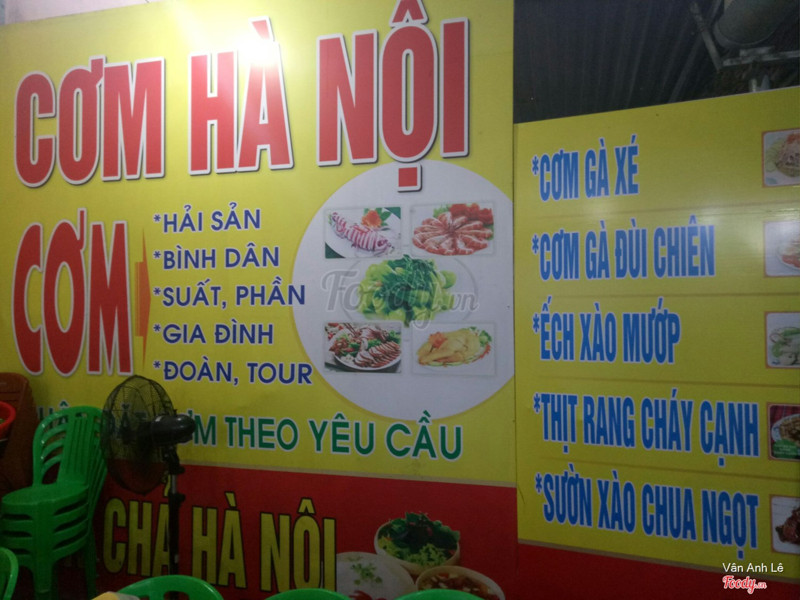 CƠM HÀ NỘI
CƠM
*HẢI SẢN
*BÌNH DÂN
*SUẤT, PHẦN
*GIA ĐÌNH
*ĐOÀN, TOUR
THEO YÊU CẦU
CHẢ HÀ NỘI
*CƠM GÀ XÉ
*CƠM GÀ ĐÙI CHIÊN
*ẾCH XÀO MƯỚP
*THỊT RANG CHÁY CẠNH
*SƯỜN XÀO CHUA NGỌT
Foody.vn
Vân Anh Lê
Foody.vn